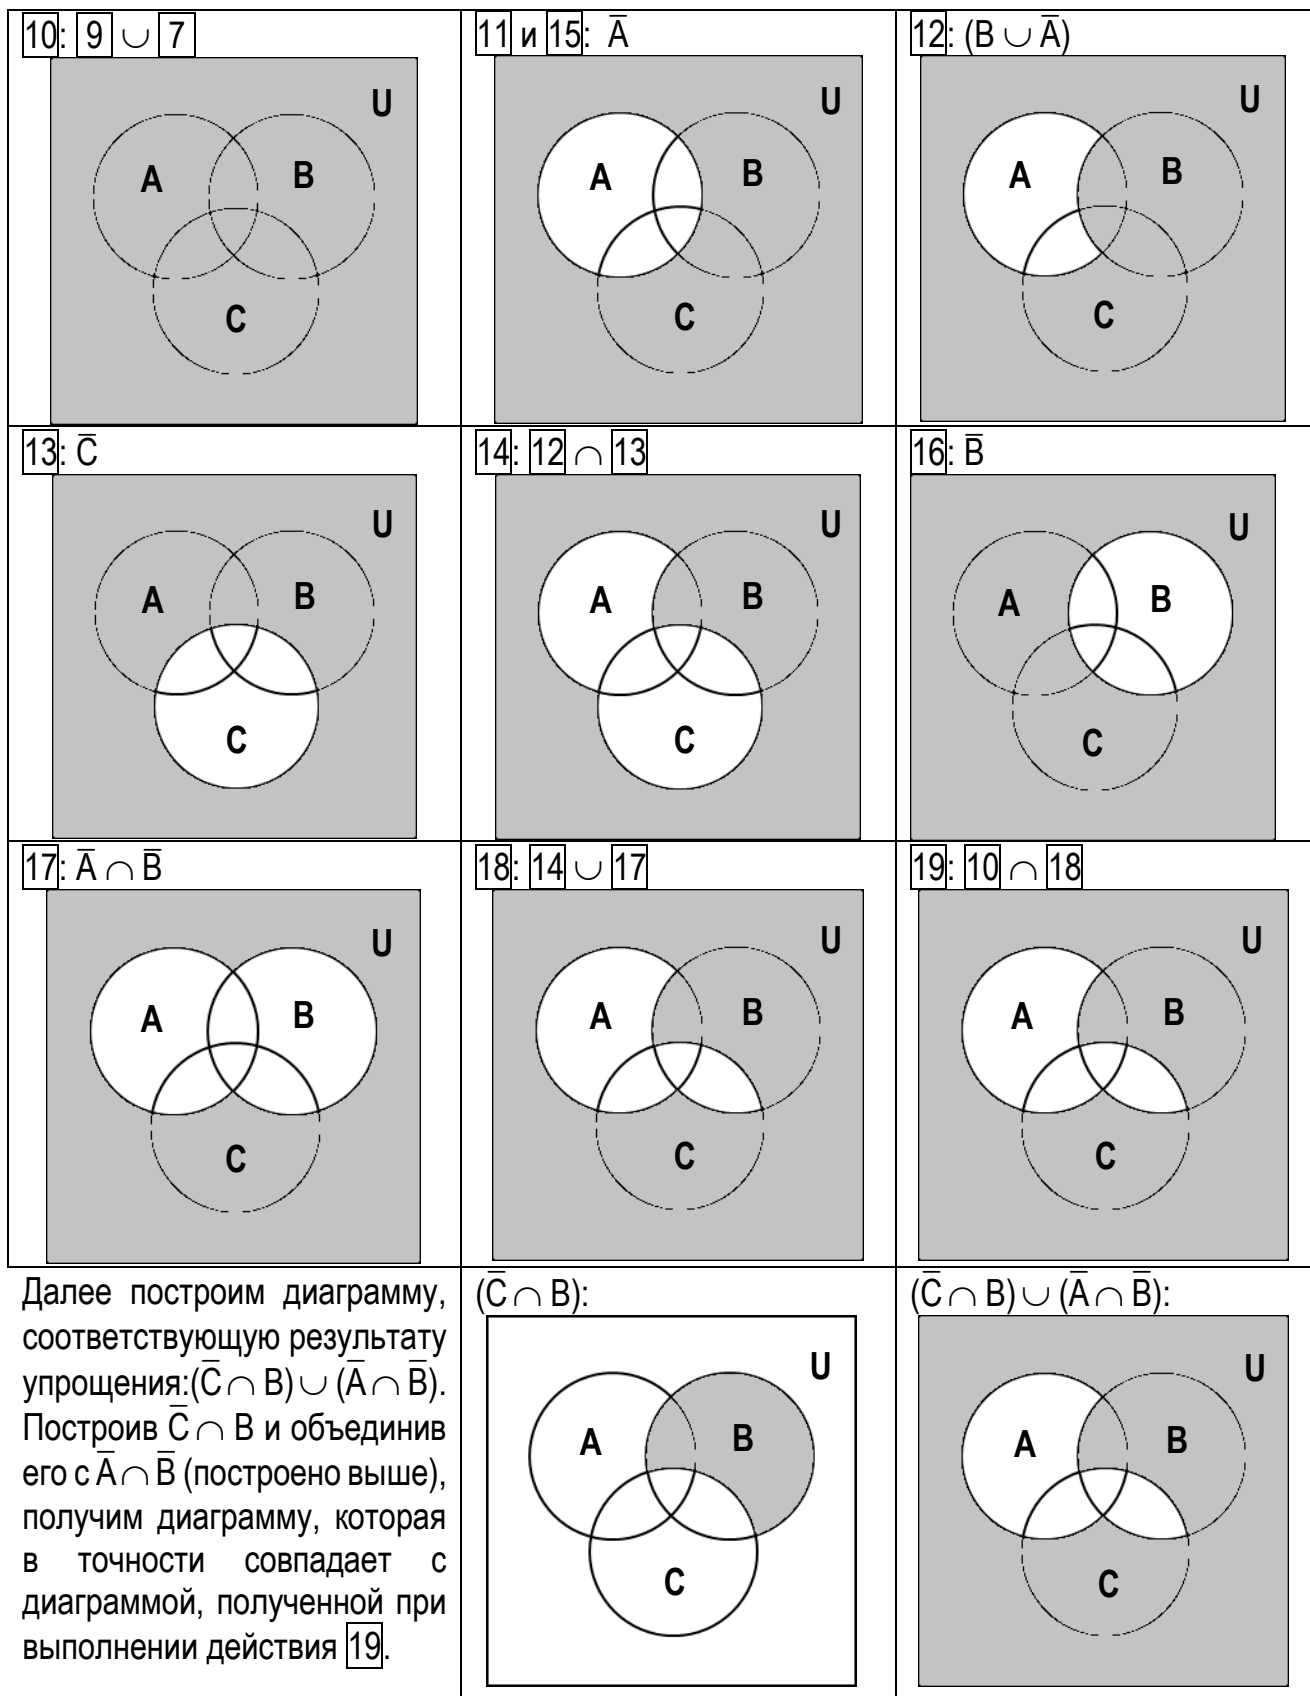 10: 9 ∪ 7
U
A
B
C
11 и 15: A̅
U
A
B
C
12: (B ∪ A̅)
U
A
B
C
13: C̅
U
A
B
C
14: 12 ∩ 13
U
A
B
C
16: B̅
U
A
B
C
17: A̅ ∩ B̅
U
A
B
C
18: 14 ∪ 17
U
A
B
C
19: 10 ∩ 18
U
A
B
C
Далее построим диаграмму,
соответствующую результату
упрощения:(C̅ ∩ B) ∪ (A̅ ∩ B̅).
Построив C̅ ∩ B и объединив
его с A̅ ∩ B̅ (построено выше),
получим диаграмму, которая
в точности совпадает с
диаграммой, полученной при
выполнении действия 19.
(C̅ ∩ B):
U
A
B
C
(C̅ ∩ B) ∪ (A̅ ∩ B̅):
U
A
B
C